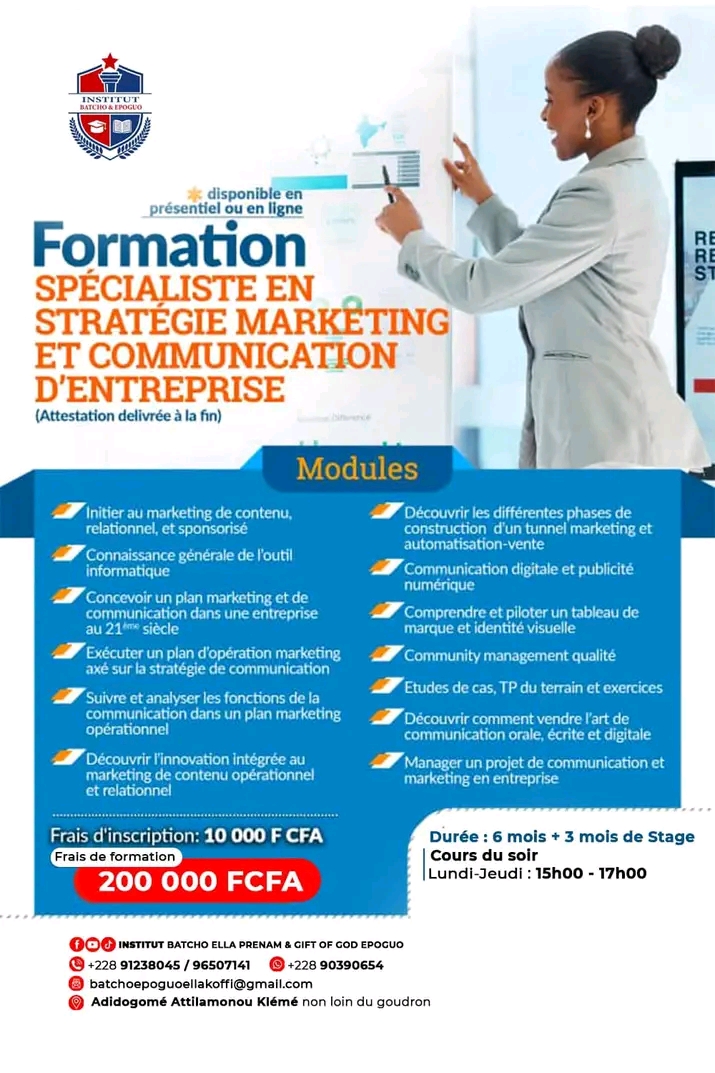 INSTITUT
BATCHO & EPOGUO
* disponible en
présentiel ou en ligne
Formation
SPÉCIALISTE EN
STRATÉGIE MARKETING
ET COMMUNICATION
D'ENTREPRISE
(Attestation delivrée à la fin)
RE
RE
ST
Modules
Initier au marketing de contenu,
relationnel, et sponsorisé
Connaissance générale de l'outil
informatique
Concevoir un plan marketing et de
communication dans une entreprise
au 21ème siècle
Exécuter un plan d'opération marketing
axé sur la stratégie de communication
Suivre et analyser les fonctions de la
communication dans un plan marketing
opérationnel
Découvrir l'innovation intégrée au
marketing de contenu opérationnel
et relationnel
Découvrir les différentes phases de
construction d'un tunnel marketing et
automatisation-vente
Communication digitale et publicité
numérique
Comprendre et piloter un tableau de
marque et identité visuelle
Community management qualité
Etudes de cas, TP du terrain et exercices
Découvrir comment vendre l'art de
communication orale, écrite et digitale
Manager un projet de communication et
marketing en entreprise
Frais d'inscription: 10 000 F CFA
Frais de formation
200 000 FCFA
Durée : 6 mois + 3 mois de Stage
Cours du soir
Lundi-Jeudi : 15h00 - 17h00
INSTITUT BATCHO ELLA PRENAM & GIFT OF GOD EPOGUO
+228 91238045 / 96507141 +228 90390654
batchoepoguoellakoffi@gmail.com
Adidogomé Attilamonou Klémé non loin du goudron